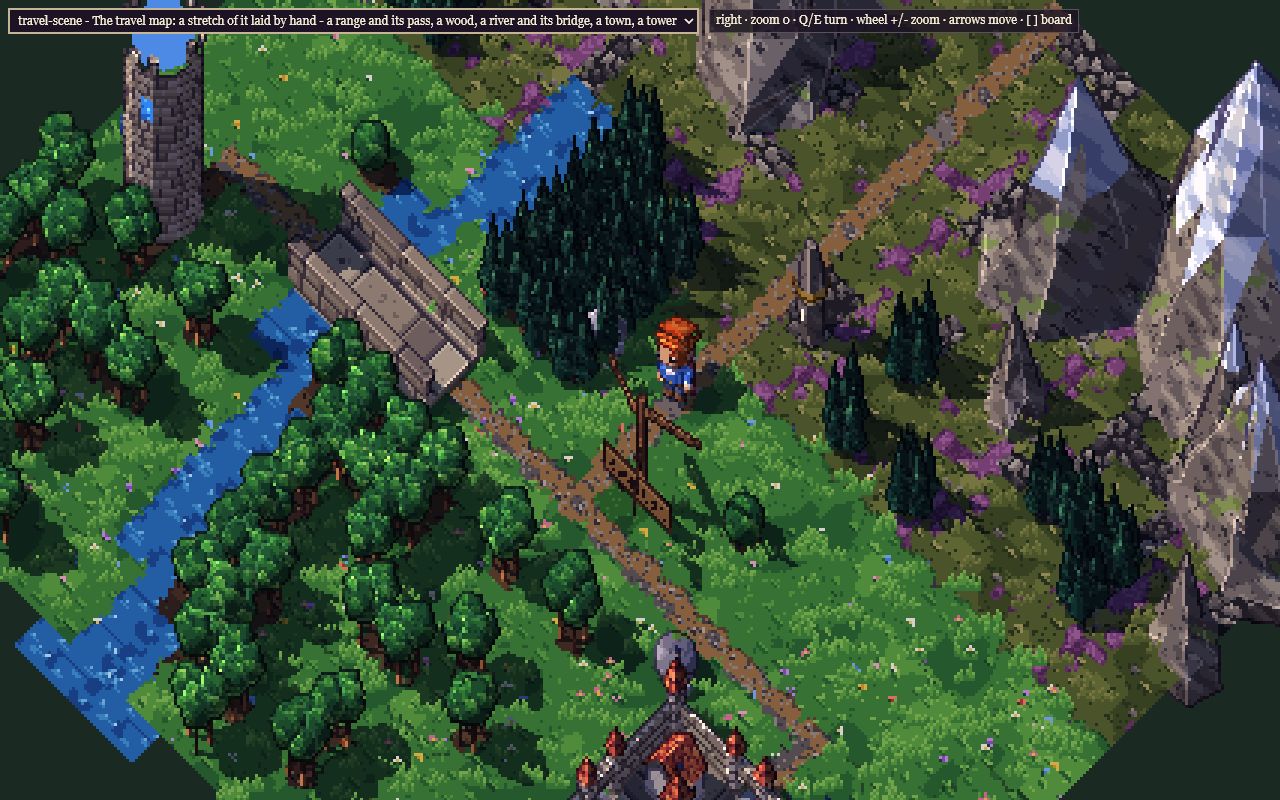 travel-scene - The travel map: a stretch of it laid by hand - a range and its pass, a wood, a river and its bridge, a town, a tower
right · zoom 0 · Q/E turn · wheel +/- zoom · arrows move · [ ] board